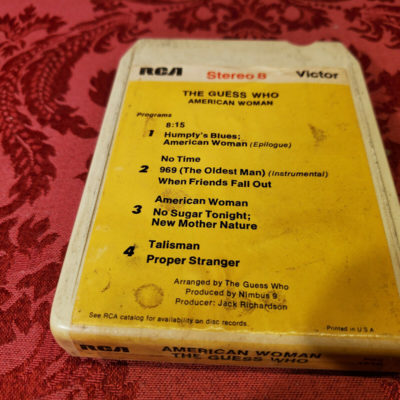 RCA Stereo 8 Victor
THE GUESS WHO
AMERICAN WOMAN
Programs
8:15
1 Humpty's Blues;
American Woman (Epilogue)
No Time
2 969 (The Oldest Man) (Instrumental)
When Friends Fall Out
American Woman
3 No Sugar Tonight;
New Mother Nature
4 Talisman
Proper Stranger
Arranged by The Guess Who
Produced by Nimbus 9
Producer: Jack Richardson
See RCA catalog for availability on disc records.
Printed in U.S.A
RCA AMERICAN WOMAN
THE GUESS WHO